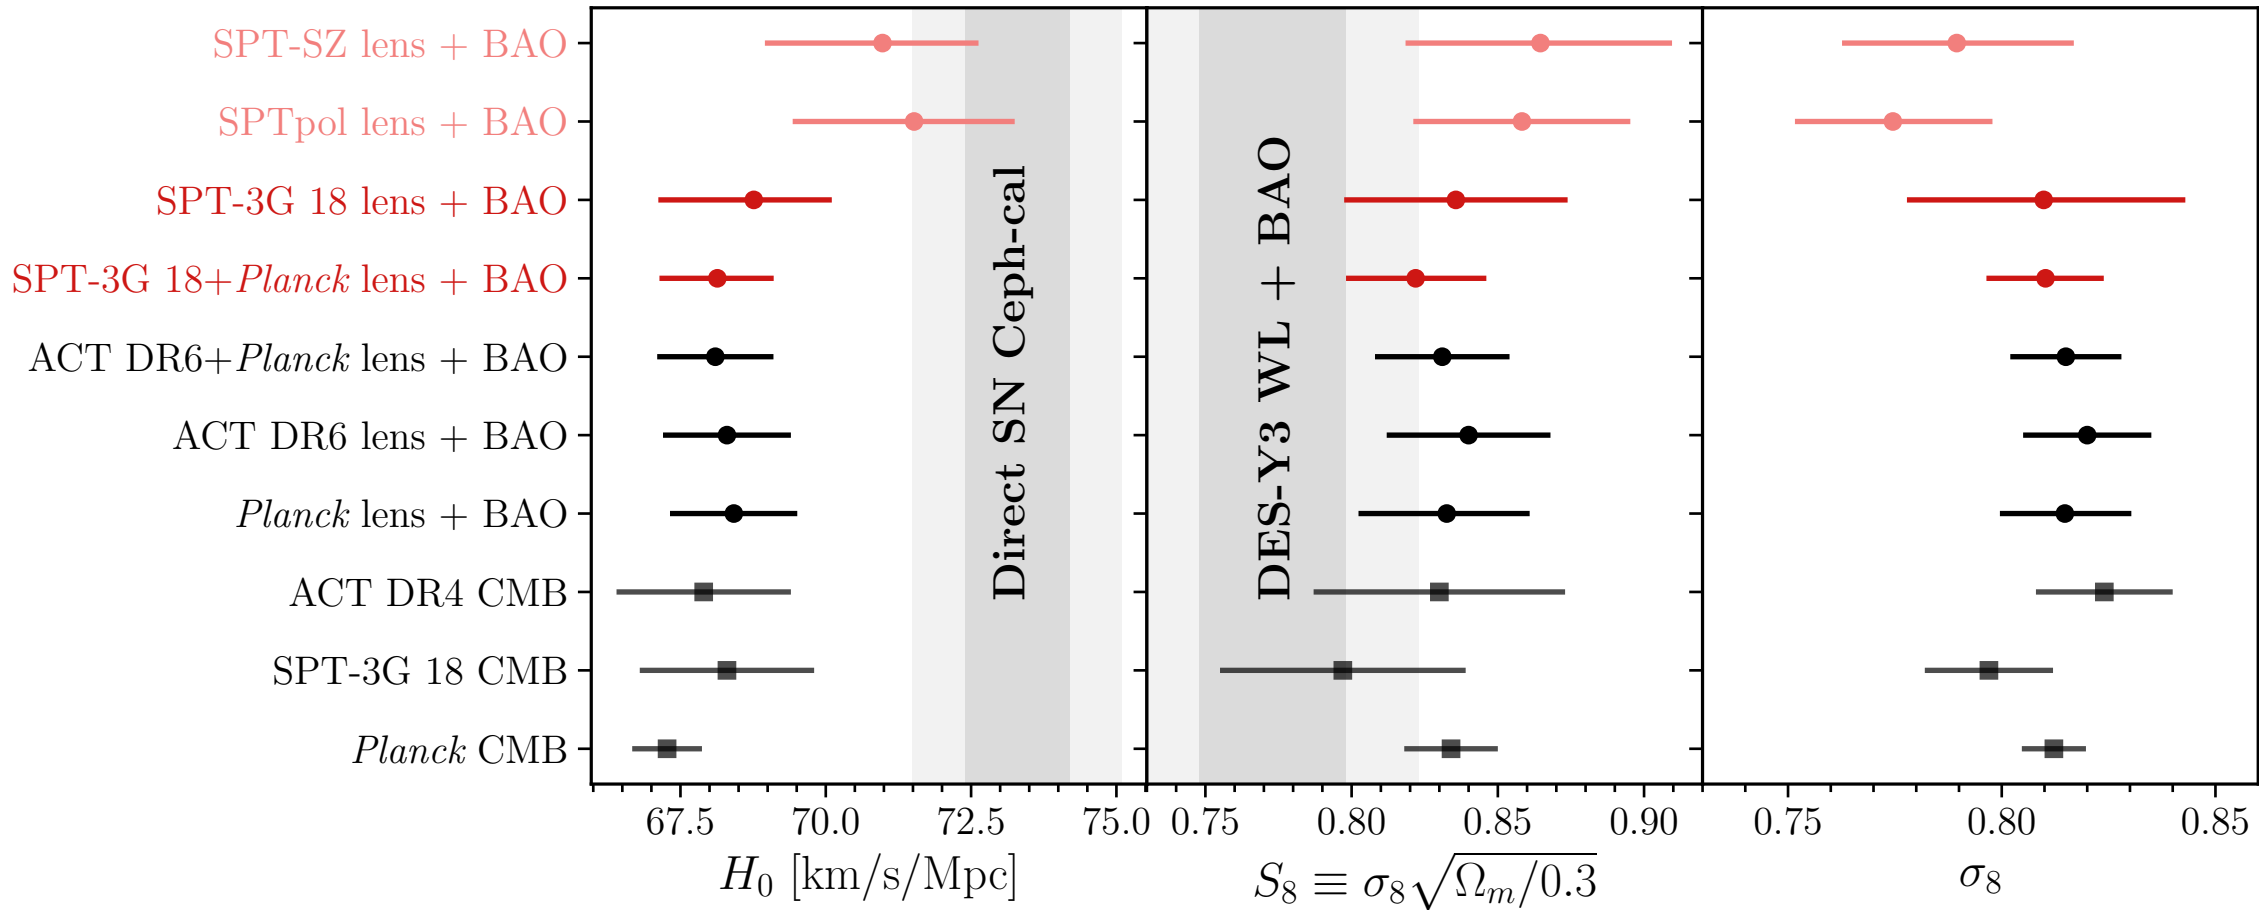 SPT-SZ lens + BAO
SPTpol lens + BAO
SPT-3G 18 lens + BAO
SPT-3G 18+Planck lens + BAO
ACT DR6+Planck lens + BAO
ACT DR6 lens + BAO
Planck lens + BAO
ACT DR4 CMB
SPT-3G 18 CMB
Planck CMB
Direct SN Ceph-cal
DES-Y3 WL + BAO
67.5 70.0 72.5 75.0 0.75 0.80 0.85 0.90 0.75 0.80 0.85
H₀ [km/s/Mpc] S₈ ≡ σ₈√Ωₘ/0.3 σ₈